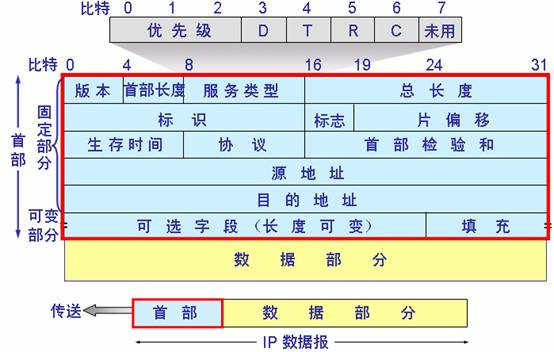 比特 0 1 2 3 4 5 6 7
优先级 D T R C 未用
比特 0 4 8 16 19 24 31
版本 首部长度 服务类型 总长度
标识 标志 片偏移
生存时间 协议 首部检验和
源地址
目的地址
可选字段（长度可变） 填充
首部
固定部分
可变部分
数据部分
传送 首部 数据部分
IP 数据报